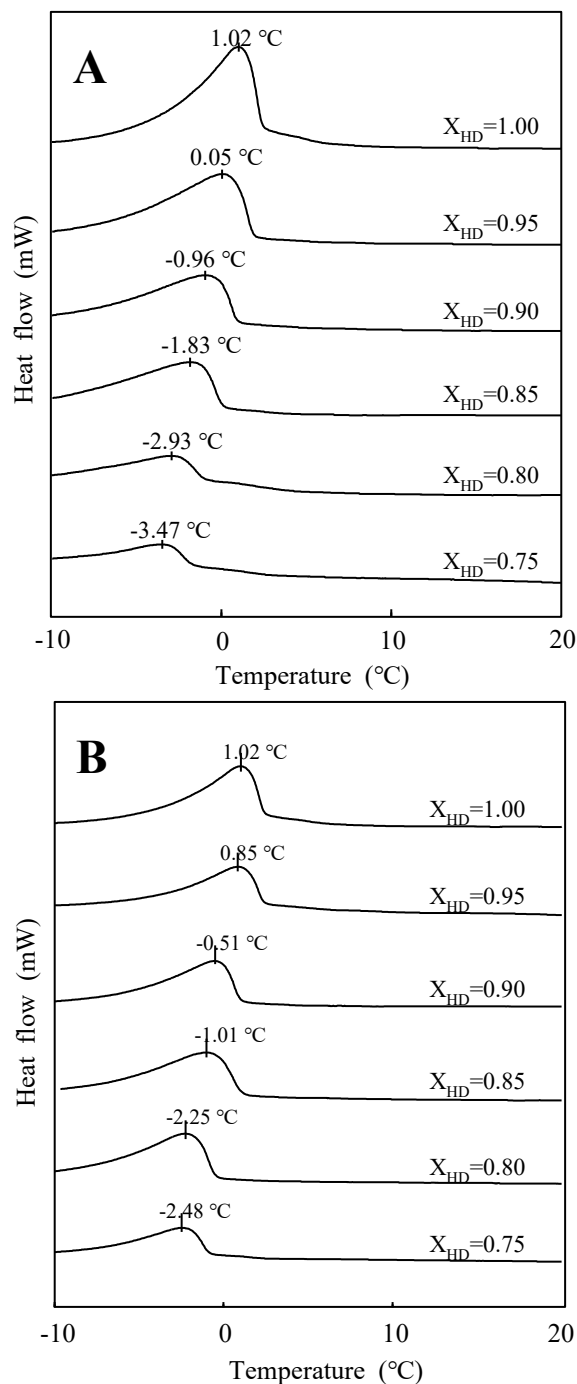 A
1.02 ℃
X_HD=1.00
0.05 ℃
X_HD=0.95
-0.96 ℃
X_HD=0.90
-1.83 ℃
X_HD=0.85
-2.93 ℃
X_HD=0.80
-3.47 ℃
X_HD=0.75
Heat flow (mW)
-10 0 10 20
Temperature (℃)
B
1.02 ℃
X_HD=1.00
0.85 ℃
X_HD=0.95
-0.51 ℃
X_HD=0.90
-1.01 ℃
X_HD=0.85
-2.25 ℃
X_HD=0.80
-2.48 ℃
X_HD=0.75
Heat flow (mW)
-10 0 10 20
Temperature (℃)